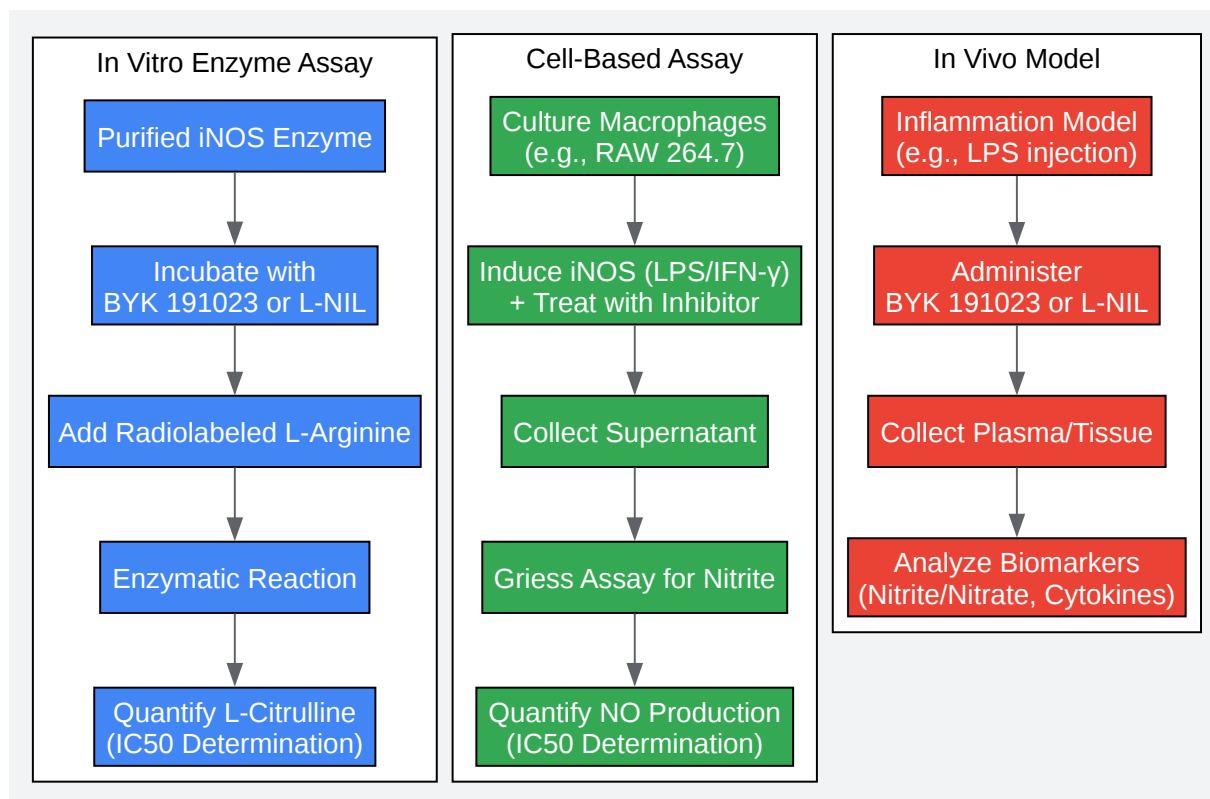 In Vitro Enzyme Assay
Purified iNOS Enzyme
Incubate with
BYK 191023 or L-NIL
Add Radiolabeled L-Arginine
Enzymatic Reaction
Quantify L-Citrulline
(IC50 Determination)
Cell-Based Assay
Culture Macrophages
(e.g., RAW 264.7)
Induce iNOS (LPS/IFN-γ)
+ Treat with Inhibitor
Collect Supernatant
Griess Assay for Nitrite
Quantify NO Production
(IC50 Determination)
In Vivo Model
Inflammation Model
(e.g., LPS injection)
Administer
BYK 191023 or L-NIL
Collect Plasma/Tissue
Analyze Biomarkers
(Nitrite/Nitrate, Cytokines)